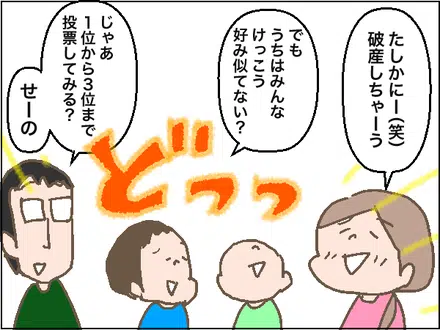 たしかにー(笑)
破産しちゃーう
でも
うちはみんな
けっこう
好み似てない?
どっっ
じゃあ
1位から3位まで
投票してみる?
せーの